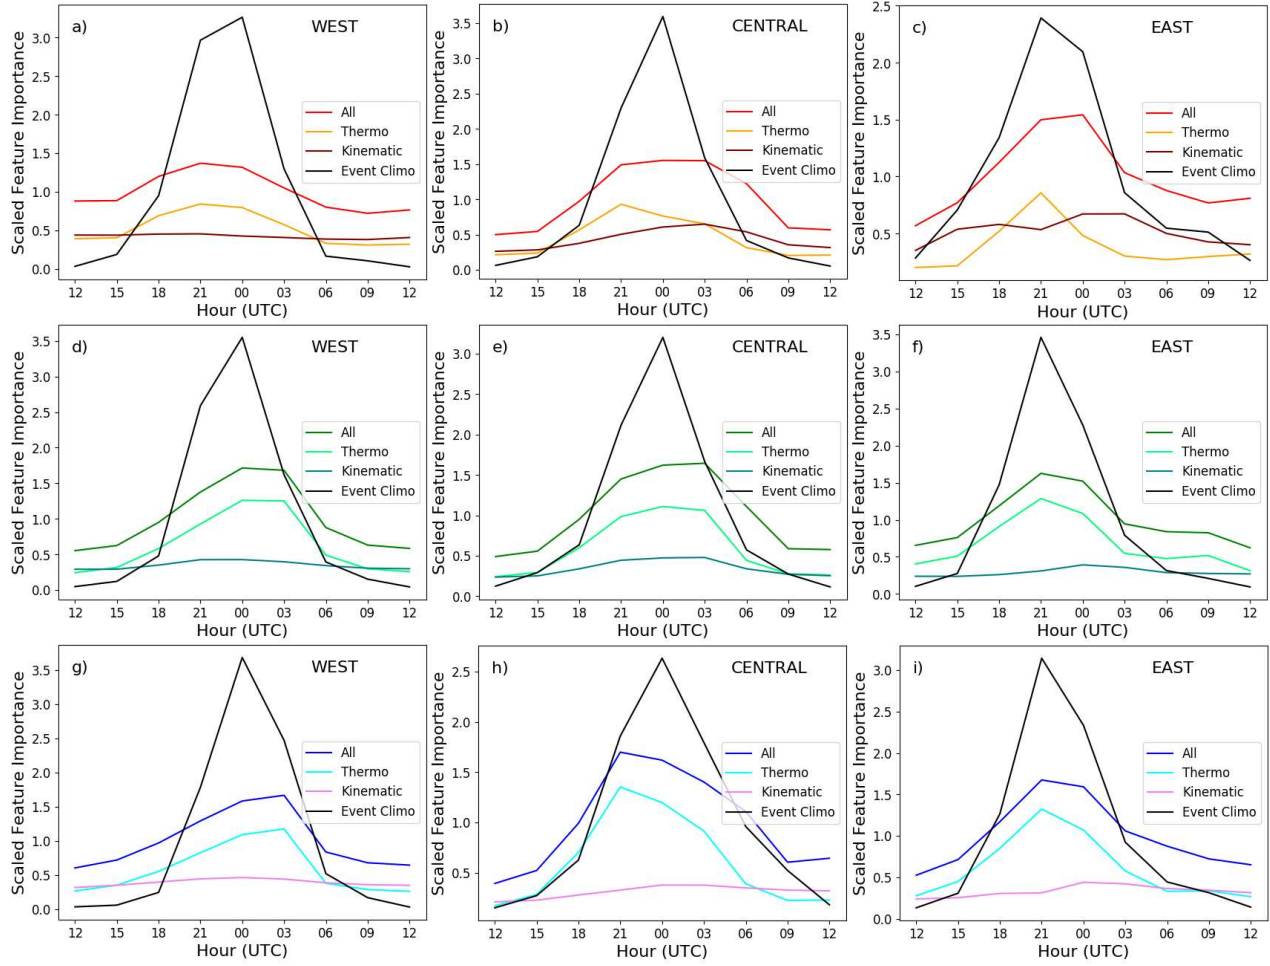 a) WEST
Scaled Feature Importance
3.0
2.5
2.0
1.5
1.0
0.5
0.0
All
Thermo
Kinematic
Event Climo
12 15 18 21 00 03 06 09 12
Hour (UTC)
b) CENTRAL
Scaled Feature Importance
3.5
3.0
2.5
2.0
1.5
1.0
0.5
0.0
All
Thermo
Kinematic
Event Climo
12 15 18 21 00 03 06 09 12
Hour (UTC)
c) EAST
Scaled Feature Importance
2.5
2.0
1.5
1.0
0.5
All
Thermo
Kinematic
Event Climo
12 15 18 21 00 03 06 09 12
Hour (UTC)
d) WEST
Scaled Feature Importance
3.5
3.0
2.5
2.0
1.5
1.0
0.5
0.0
All
Thermo
Kinematic
Event Climo
12 15 18 21 00 03 06 09 12
Hour (UTC)
e) CENTRAL
Scaled Feature Importance
3.0
2.5
2.0
1.5
1.0
0.5
0.0
All
Thermo
Kinematic
Event Climo
12 15 18 21 00 03 06 09 12
Hour (UTC)
f) EAST
Scaled Feature Importance
3.5
3.0
2.5
2.0
1.5
1.0
0.5
0.0
All
Thermo
Kinematic
Event Climo
12 15 18 21 00 03 06 09 12
Hour (UTC)
g) WEST
Scaled Feature Importance
3.5
3.0
2.5
2.0
1.5
1.0
0.5
0.0
All
Thermo
Kinematic
Event Climo
12 15 18 21 00 03 06 09 12
Hour (UTC)
h) CENTRAL
Scaled Feature Importance
2.5
2.0
1.5
1.0
0.5
All
Thermo
Kinematic
Event Climo
12 15 18 21 00 03 06 09 12
Hour (UTC)
i) EAST
Scaled Feature Importance
3.0
2.5
2.0
1.5
1.0
0.5
0.0
All
Thermo
Kinematic
Event Climo
12 15 18 21 00 03 06 09 12
Hour (UTC)